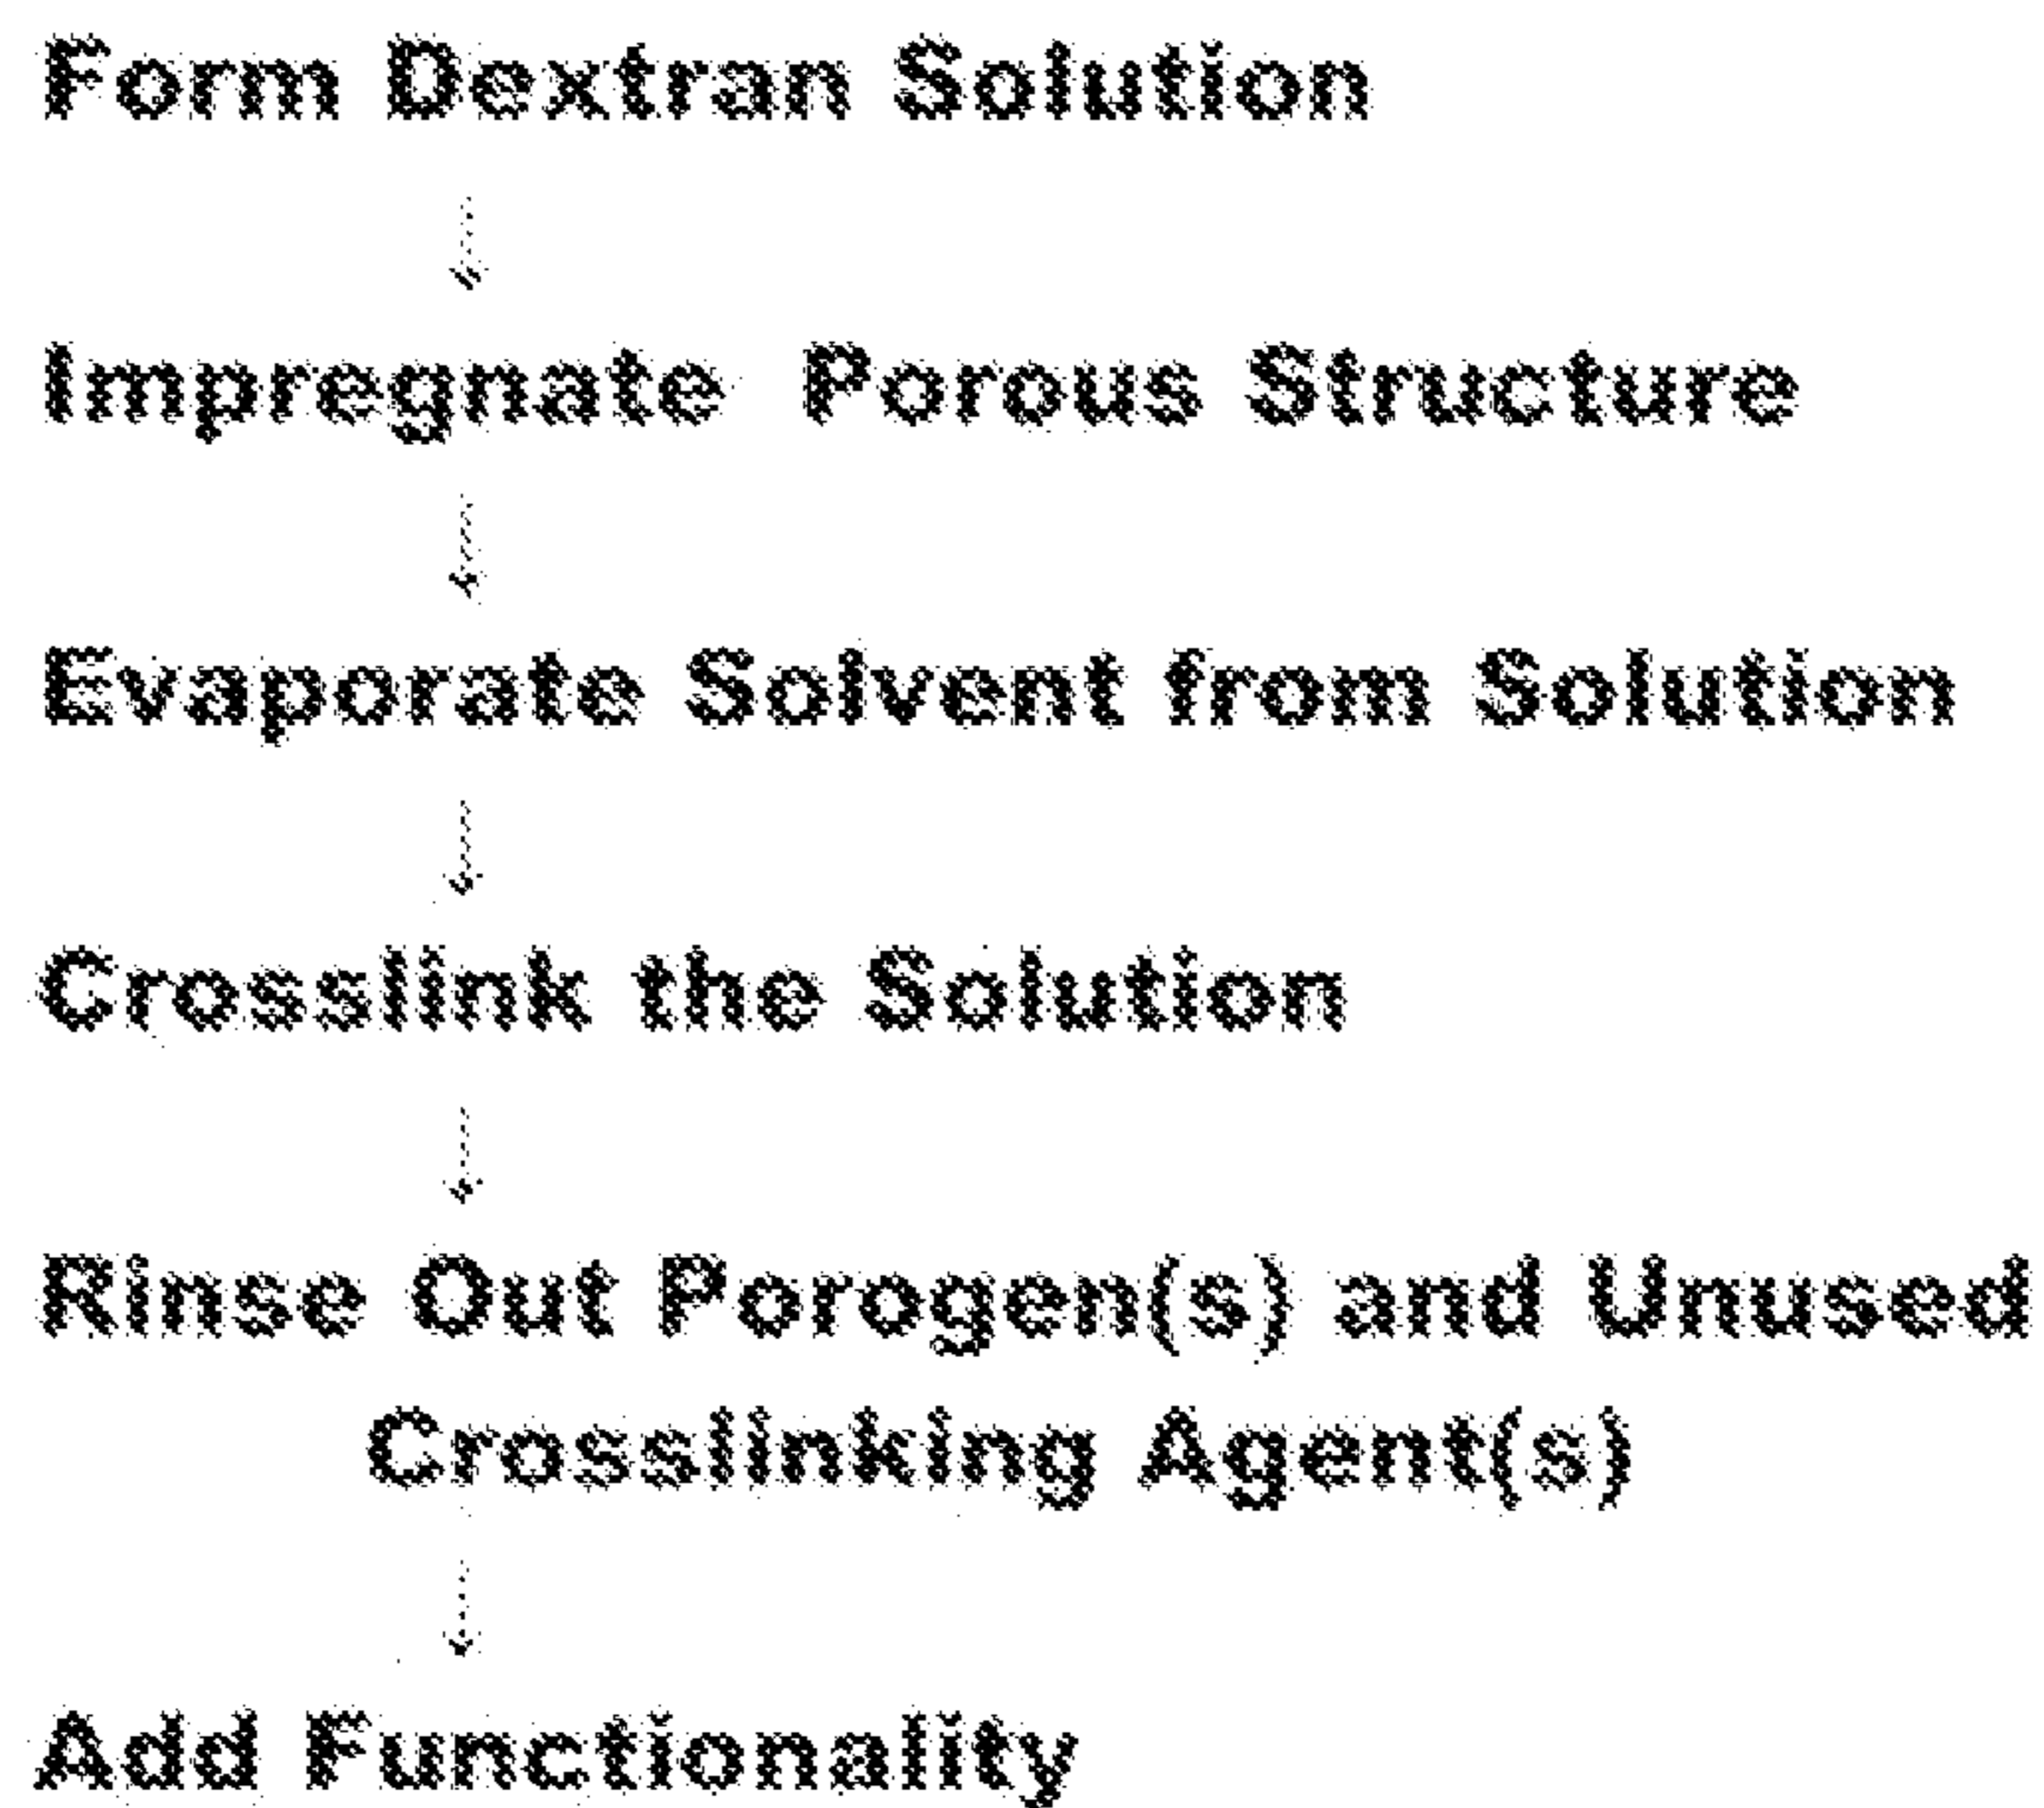 Form Dextran Solution
Impregnate Porous Structure
Evaporate Solvent from Solution
Crosslink the Solution
Rinse Out Porogen(s) and Unused
Crosslinking Agent(s)
Add Functionality